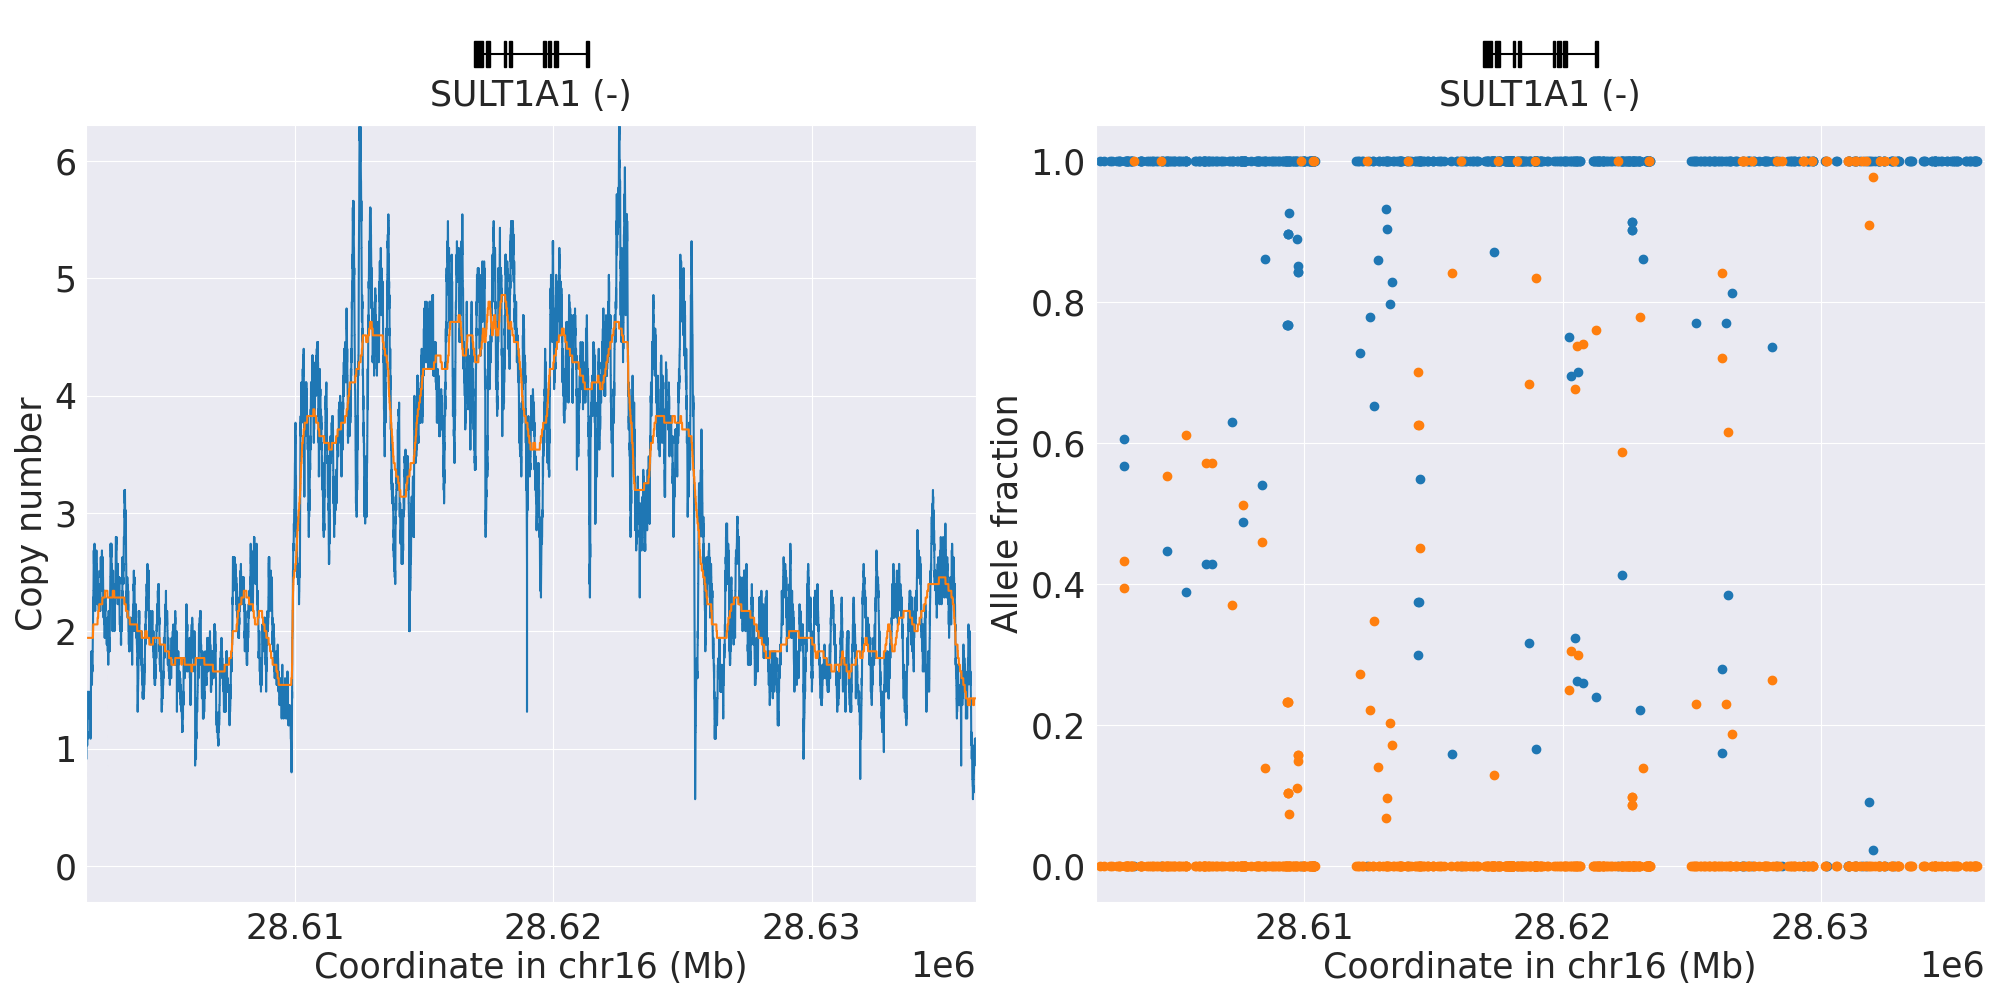 SULT1A1 (-)
6
5
4
3
2
1
0
Copy number
28.61
28.62
28.63
Coordinate in chr16 (Mb)
1e6
SULT1A1 (-)
1.0
0.8
0.6
0.4
0.2
0.0
Allele fraction
28.61
28.62
28.63
Coordinate in chr16 (Mb)
1e6